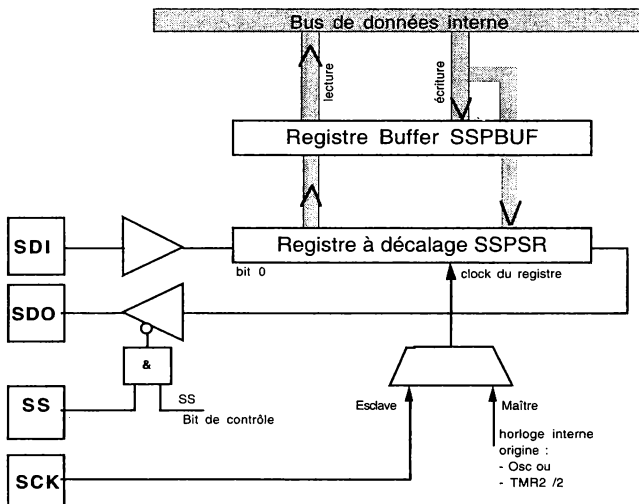 Bus de données interne
lecture
écriture
Registre Buffer SSPBUF
SDI
Registre à décalage SSPSR
bit 0
clock du registre
SDO
&
SS
SS
Bit de contrôle
Esclave
Maître
horloge interne
origine :
- Osc ou
- TMR2 /2
SCK